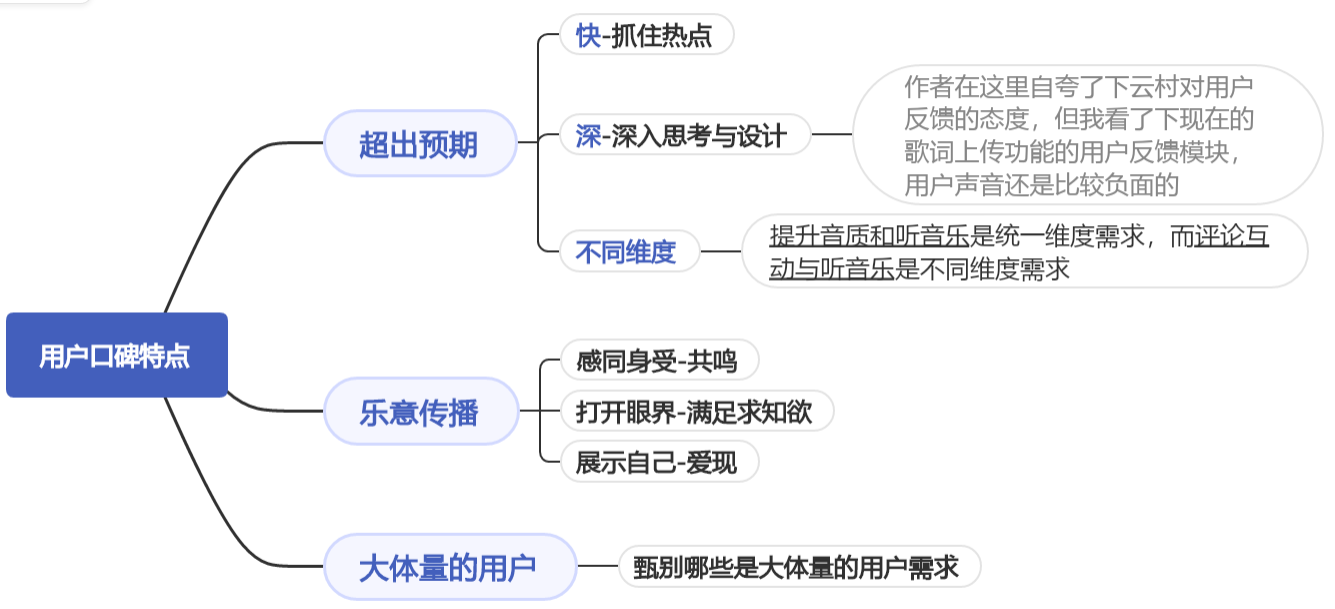 用户口碑特点
超出预期
快-抓住热点
深-深入思考与设计
作者在这里自夸了下云村对用户
反馈的态度，但我看了下现在的
歌词上传功能的用户反馈模块，
用户声音还是比较负面的
不同维度
提升音质和听音乐是统一维度需求，而评论互
动与听音乐是不同维度需求
乐意传播
感同身受-共鸣
打开眼界-满足求知欲
展示自己-爱现
大体量的用户
甄别哪些是大体量的用户需求